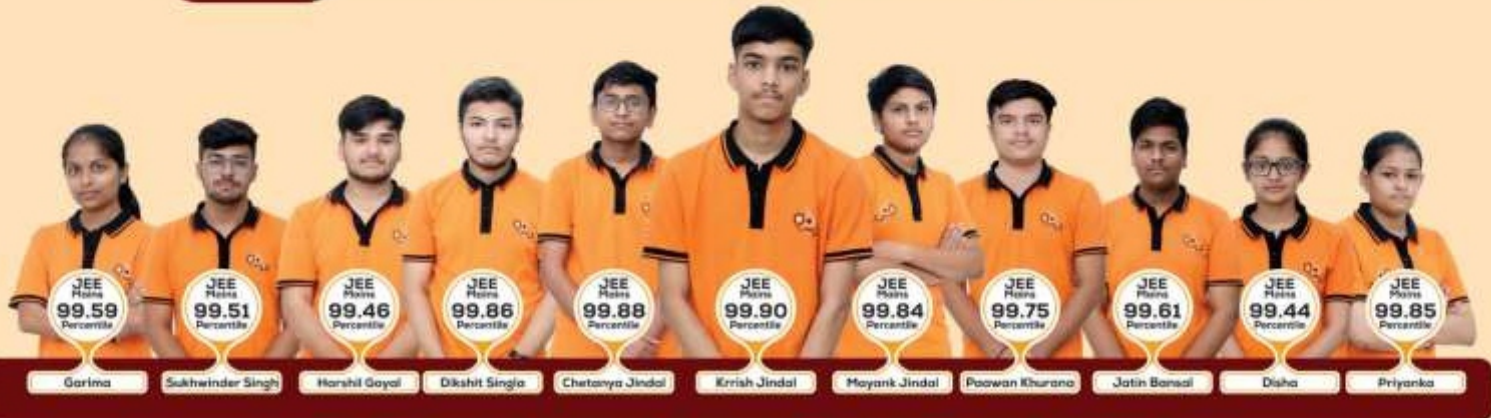 JEE
Mains
99.59
Percentile
Garima
JEE
Mains
99.51
Percentile
Sukhwinder Singh
JEE
Mains
99.46
Percentile
Harshil Goyal
JEE
Mains
99.86
Percentile
Dikshit Singla
JEE
Mains
99.88
Percentile
Chetanya Jindal
JEE
Mains
99.90
Percentile
Krrish Jindal
JEE
Mains
99.84
Percentile
Mayank Jindal
JEE
Mains
99.75
Percentile
Paawan Khurana
JEE
Mains
99.61
Percentile
Jatin Bansal
JEE
Mains
99.44
Percentile
Disha
JEE
Mains
99.85
Percentile
Priyanka